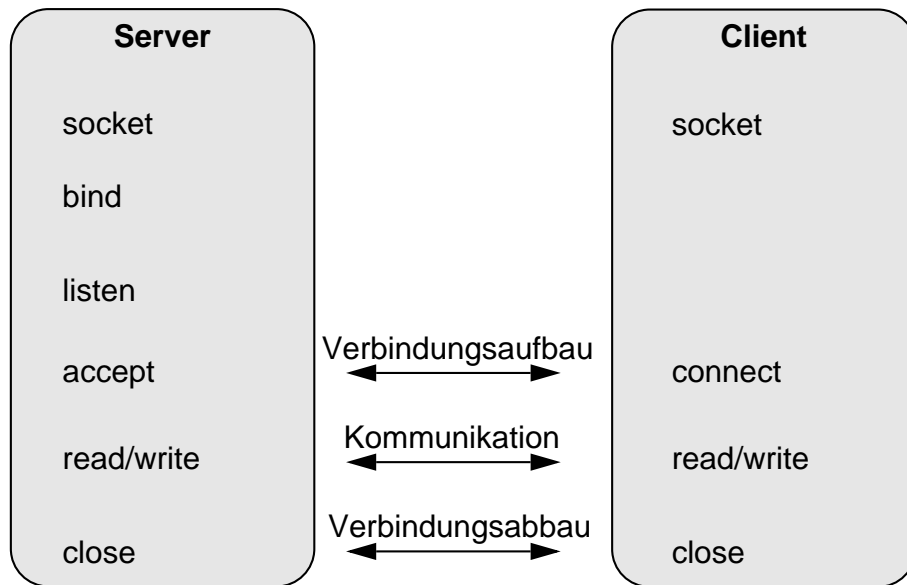 Server
Client
socket
socket
bind
listen
Verbindungsaufbau
accept
connect
Kommunikation
read/write
read/write
Verbindungsabbau
close
close